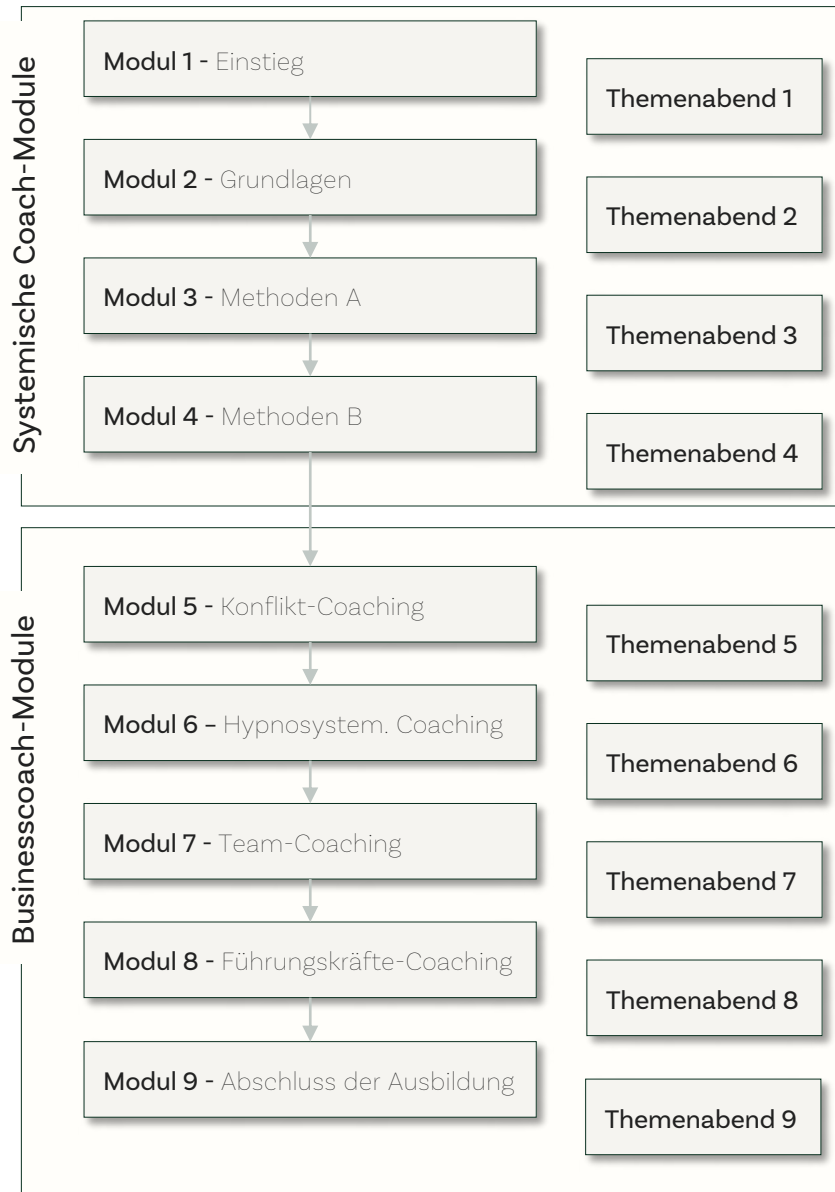 Systemische Coach-Module
Modul 1 - Einstieg
Themenabend 1
Modul 2 - Grundlagen
Themenabend 2
Modul 3 - Methoden A
Themenabend 3
Modul 4 - Methoden B
Themenabend 4
Businesscoach-Module
Modul 5 - Konflikt-Coaching
Themenabend 5
Modul 6 – Hypnosystem. Coaching
Themenabend 6
Modul 7 - Team-Coaching
Themenabend 7
Modul 8 - Führungskräfte-Coaching
Themenabend 8
Modul 9 - Abschluss der Ausbildung
Themenabend 9